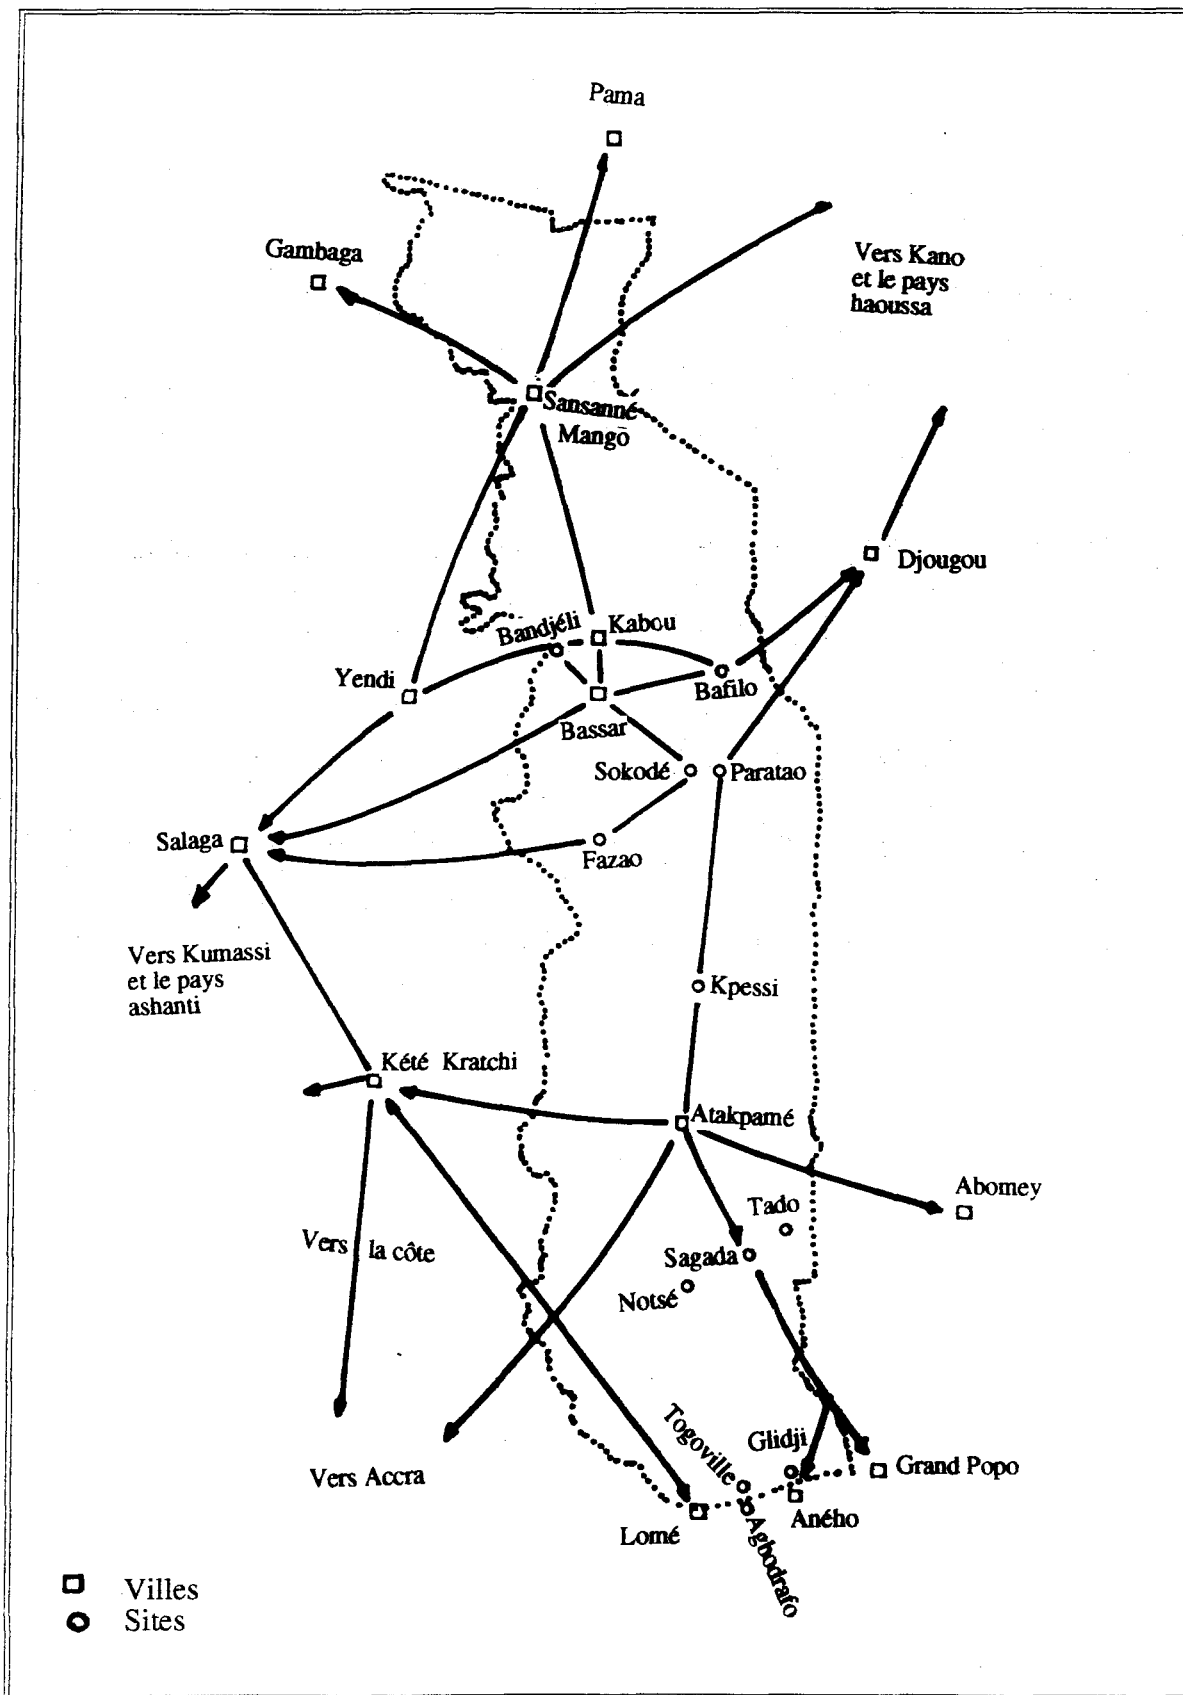 Pama
Gambaga
Vers Kano
et le pays
haoussa
Sansanné
Mangō
Djougou
Bandjéli
Kabou
Yendi
Bafilo
Bassar
Sokodé
Paratao
Salaga
Fazao
Vers Kumassi
et le pays
ashanti
Kpessi
Kété Kratchi
Atakpamé
Abomey
Tado
Vers la côte
Sagada
Notsé
Togoville
Glidji
Vers Accra
Grand Popo
Lomé
Aného
Agbodrafo
Villes
Sites